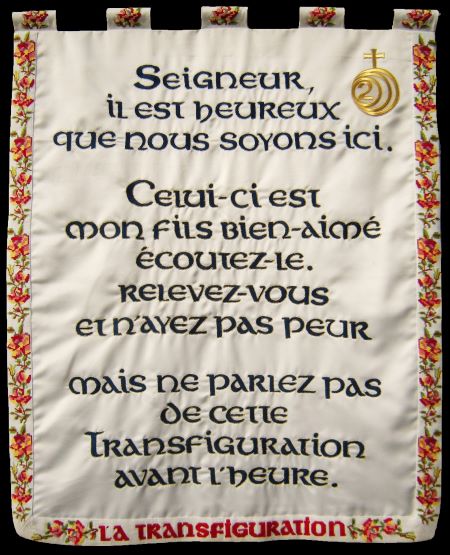 Seigneur,
2
il est heureux
que nous soyons ici.
Celui-ci est
mon fils bien-aimé
écoutez-le.
relevez-vous
et n'ayez pas peur
mais ne parlez pas
de cette
Transfiguration
avant l'heure.
LA TRANSFIGURATION